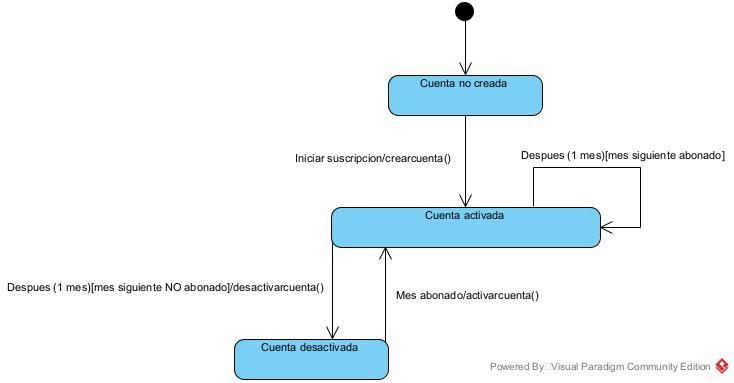 Cuenta no creada
Iniciar suscripcion/crearcuenta()
Despues (1 mes)[mes siguiente abonado]
Cuenta activada
Despues (1 mes)[mes siguiente NO abonado]/desactivarcuenta()
Mes abonado/activarcuenta()
Cuenta desactivada
Powered By Visual Paradigm Community Edition